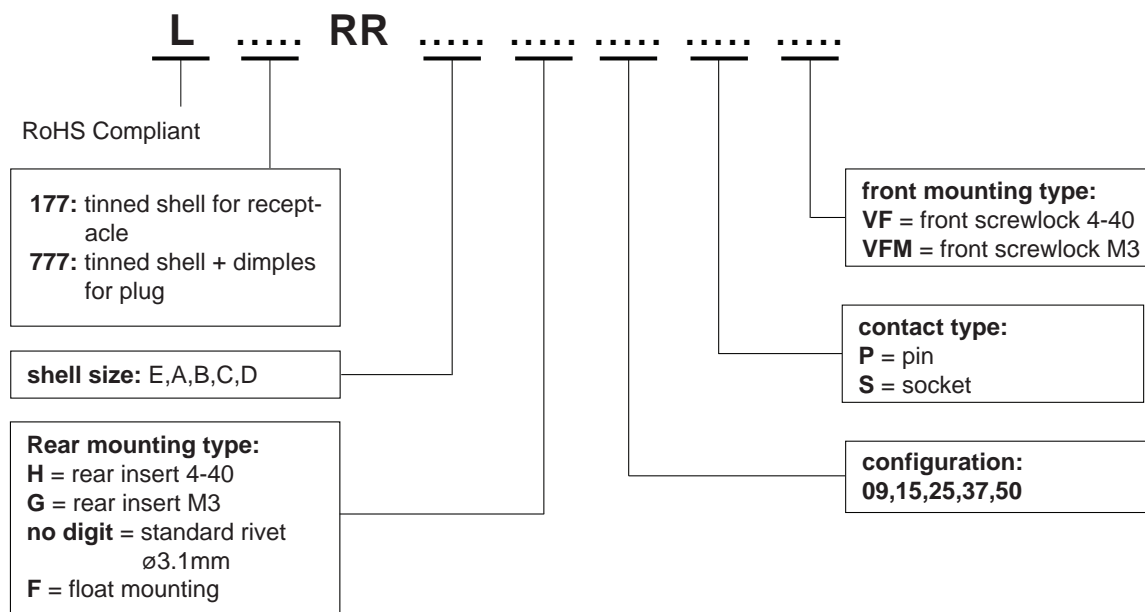 L ..... RR ..... ..... ..... ..... .....
RoHS Compliant
177: tinned shell for recept-
acle
777: tinned shell + dimples
for plug
shell size: E,A,B,C,D
Rear mounting type:
H = rear insert 4-40
G = rear insert M3
no digit = standard rivet
ø3.1mm
F = float mounting
front mounting type:
VF = front screwlock 4-40
VFM = front screwlock M3
contact type:
P = pin
S = socket
configuration:
09,15,25,37,50